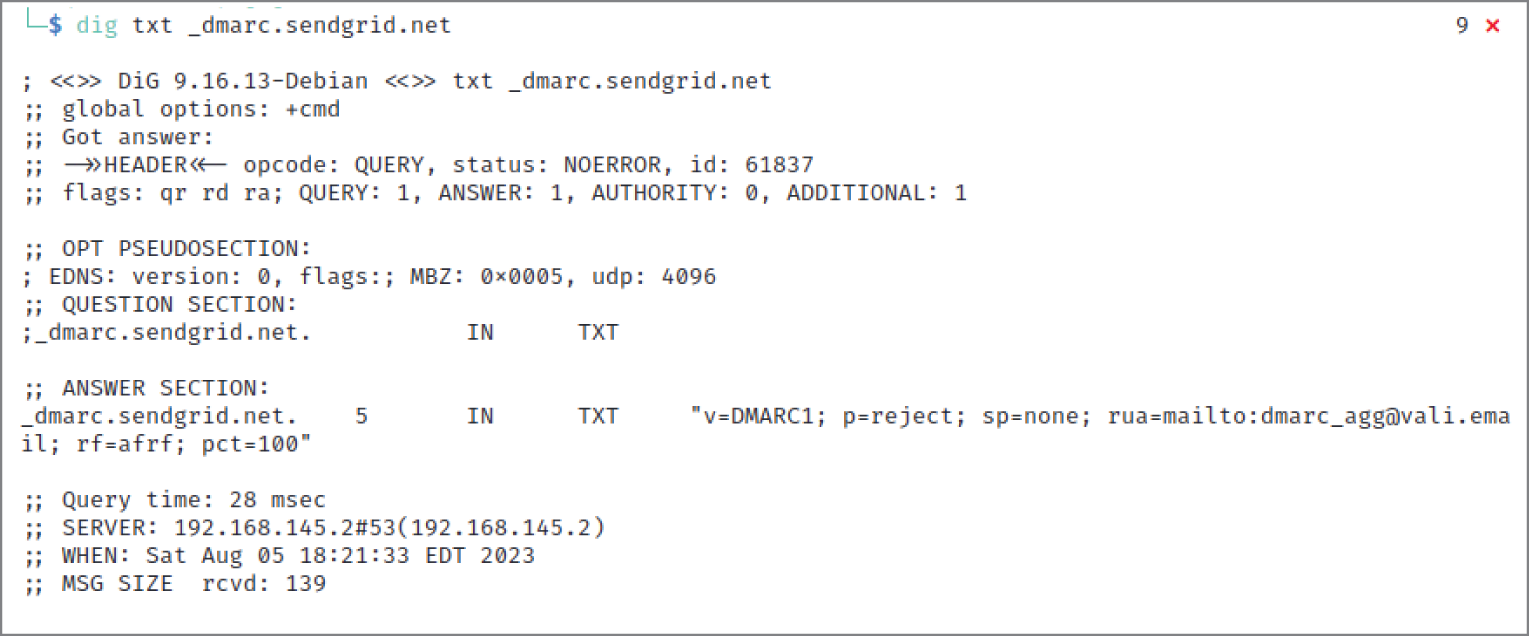 └─$ dig txt _dmarc.sendgrid.net 9 ✕
; <<>> DiG 9.16.13-Debian <<>> txt _dmarc.sendgrid.net
;; global options: +cmd
;; Got answer:
;; ->>HEADER<<- opcode: QUERY, status: NOERROR, id: 61837
;; flags: qr rd ra; QUERY: 1, ANSWER: 1, AUTHORITY: 0, ADDITIONAL: 1
;; OPT PSEUDOSECTION:
; EDNS: version: 0, flags:; MBZ: 0x0005, udp: 4096
;; QUESTION SECTION:
;_dmarc.sendgrid.net. IN TXT
;; ANSWER SECTION:
_dmarc.sendgrid.net. 5 IN TXT "v=DMARC1; p=reject; sp=none; rua=mailto:dmarc_agg@vali.ema
il; rf=afrf; pct=100"
;; Query time: 28 msec
;; SERVER: 192.168.145.2#53(192.168.145.2)
;; WHEN: Sat Aug 05 18:21:33 EDT 2023
;; MSG SIZE rcvd: 139